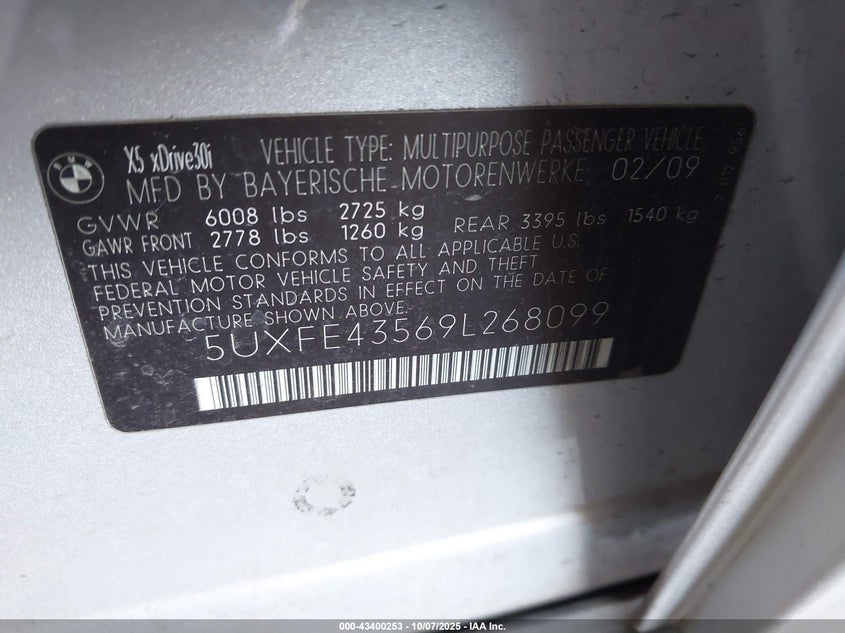 BMW
X5 xDrive30i VEHICLE TYPE: MULTIPURPOSE PASSENGER VEHICLE
MFD BY BAYERISCHE MOTORENWERKE 02/09
GVWR 6008 lbs 2725 kg
GAWR FRONT 2778 lbs 1260 kg REAR 3395 lbs 1540 kg
THIS VEHICLE CONFORMS TO ALL APPLICABLE U.S.
FEDERAL MOTOR VEHICLE SAFETY AND THEFT
PREVENTION STANDARDS IN EFFECT ON THE DATE OF
MANUFACTURE SHOWN ABOVE.
5UXFE43569L268099
000-43400253 - 10/07/2025 - IAA Inc.